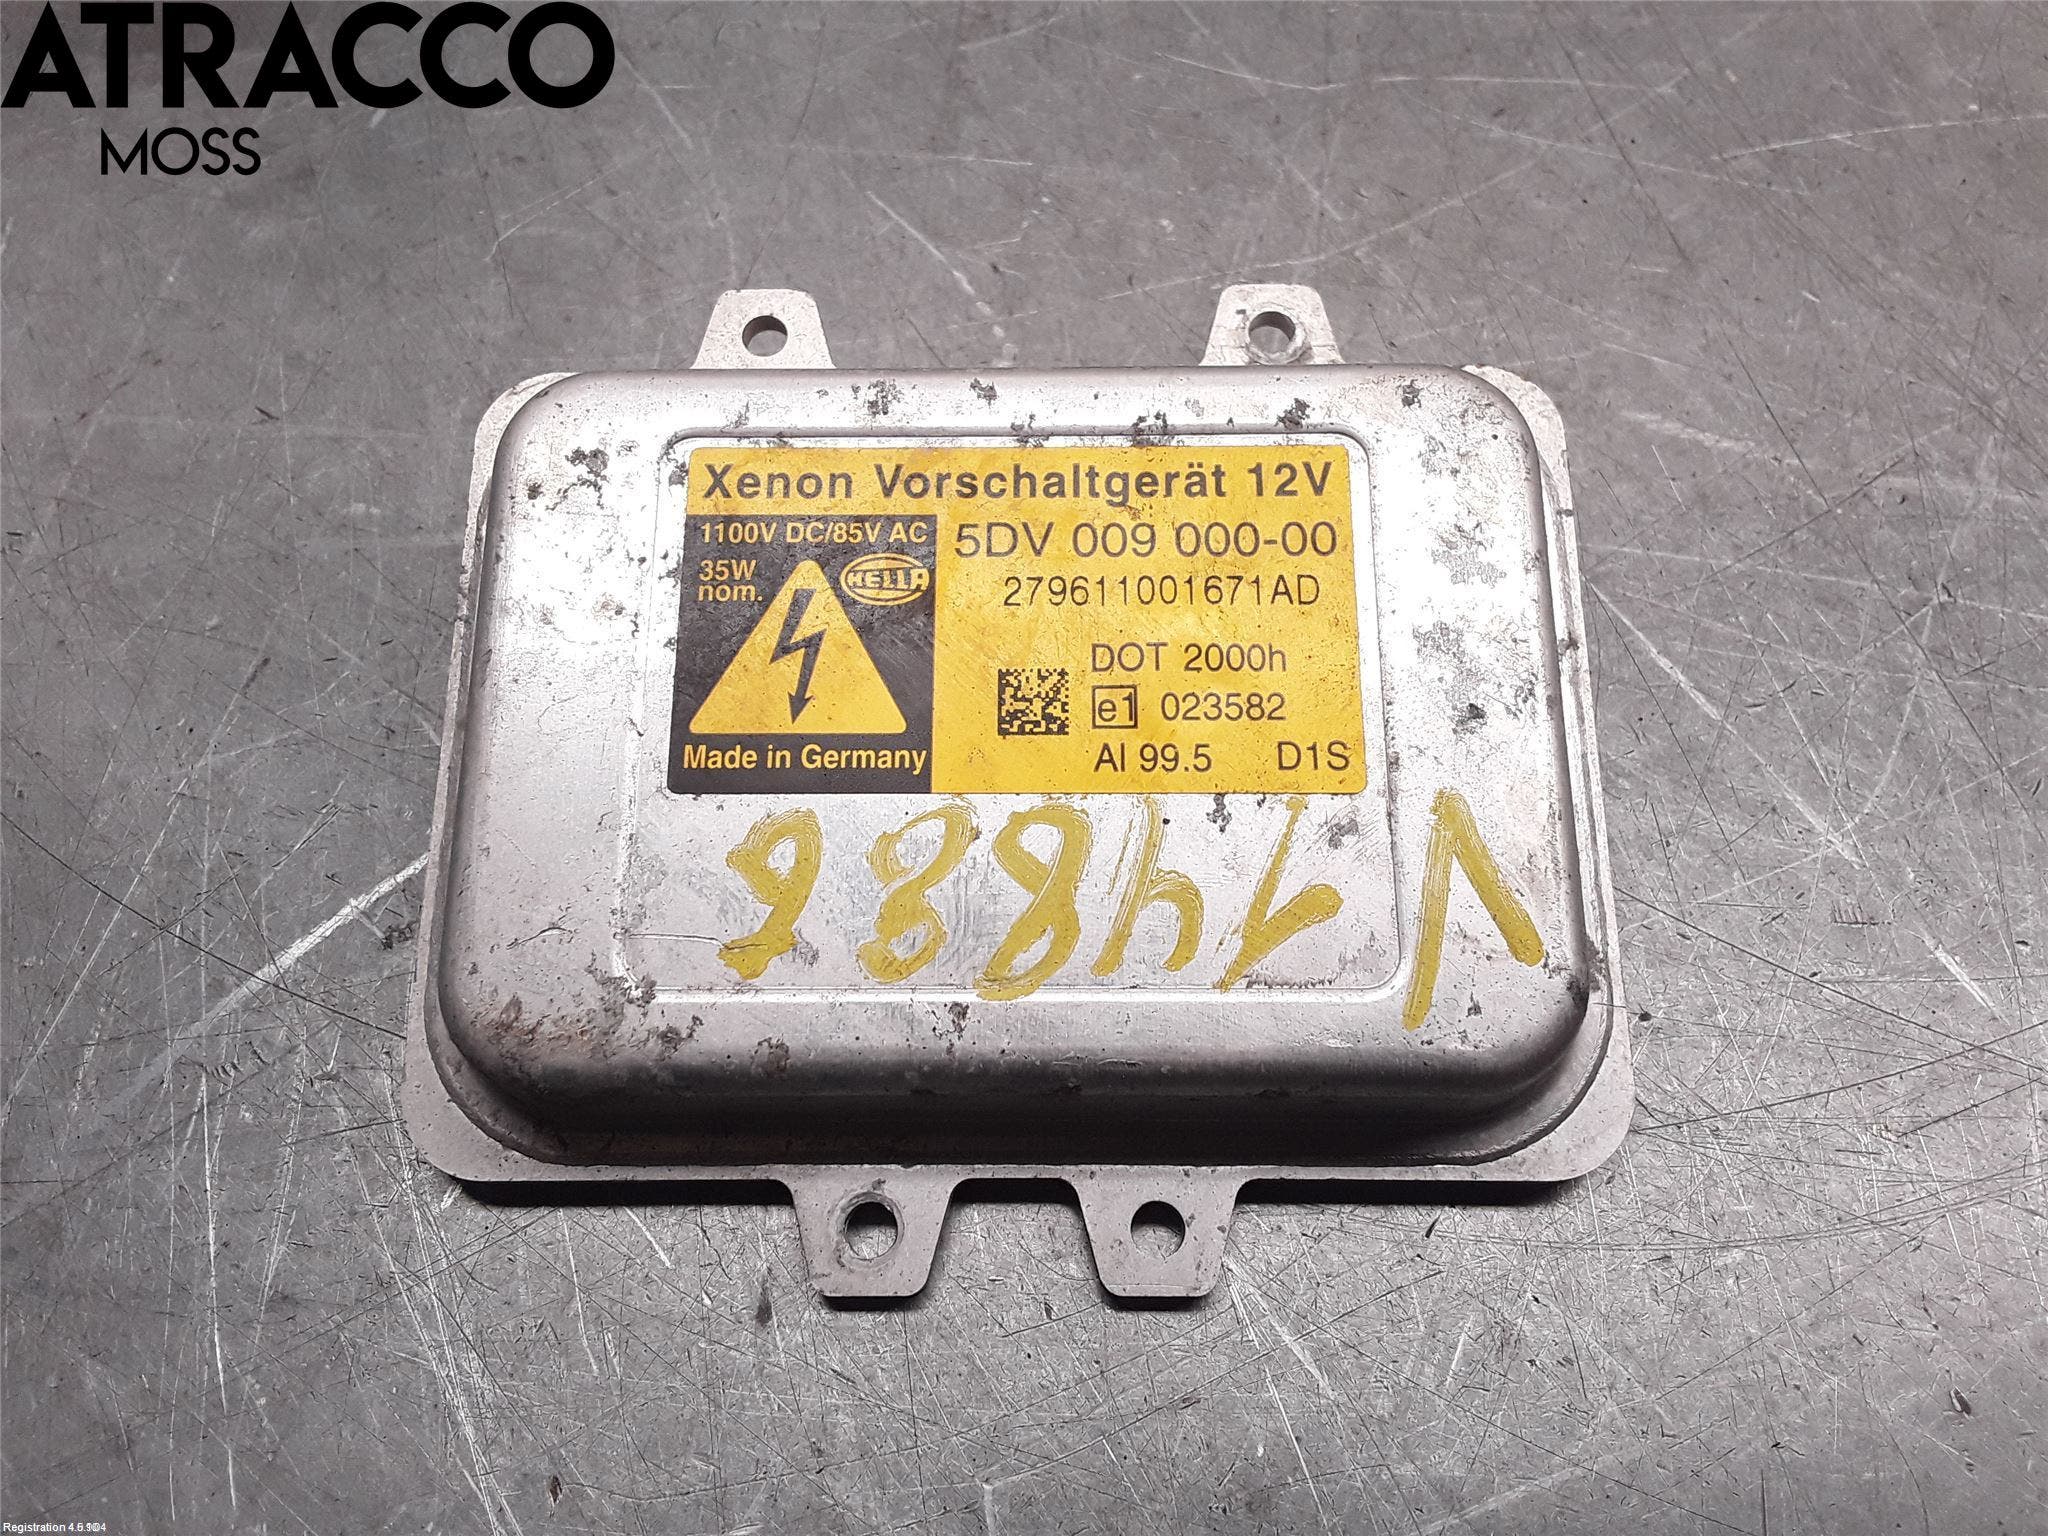 ATRACCO
MOSS
Xenon Vorschaltgerät 12V
1100V DC/85V AC
35W
nom.
HELLA
Made in Germany
5DV 009 000-00
279611001671AD
DOT 2000h
e1 023582
AI 99.5 D1S
Registration